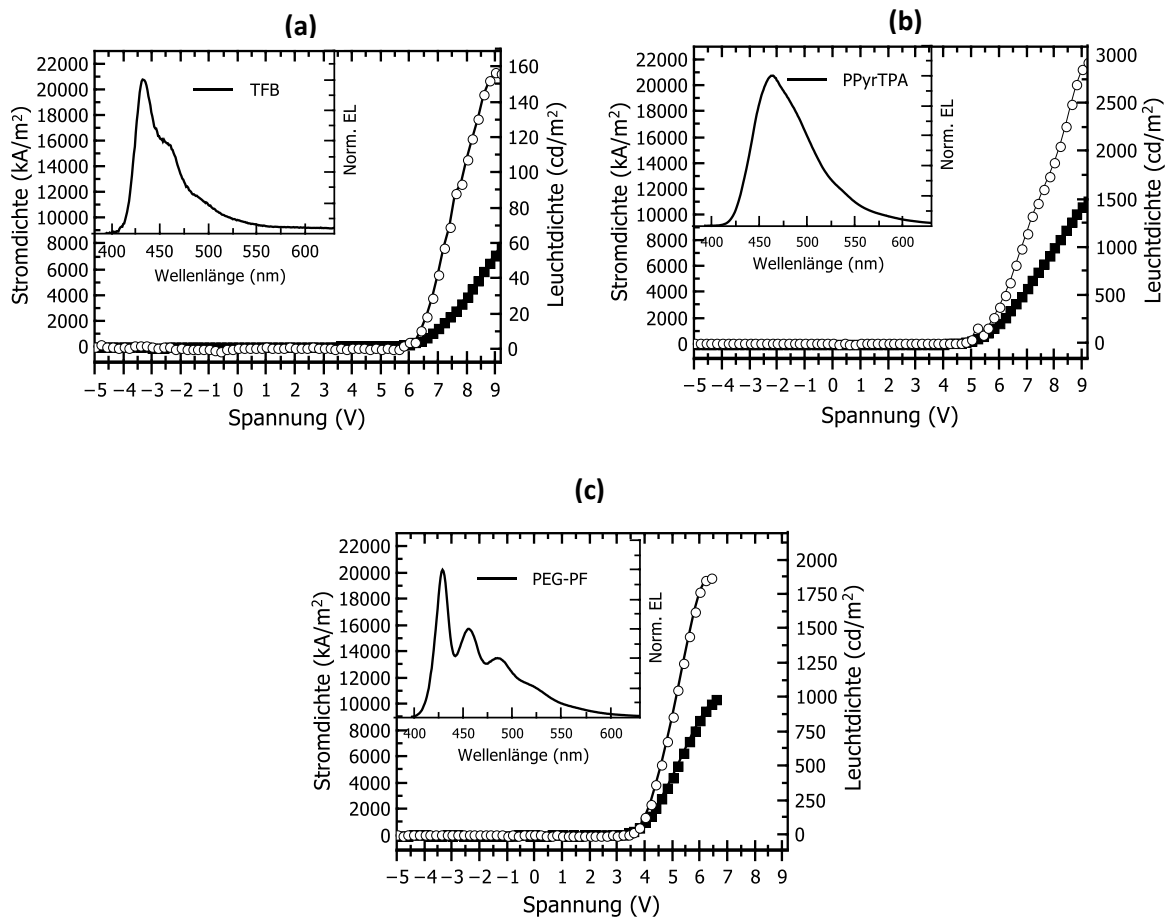 (a)
TFB
Stromdichte (kA/m²)
22000
20000
18000
16000
14000
12000
10000
8000
6000
4000
2000
0
Norm. EL
Leuchtdichte (cd/m²)
160
140
120
100
80
60
40
20
0
400 450 500 550 600
Wellenlänge (nm)
−5 −4 −3 −2 −1 0 1 2 3 4 5 6 7 8 9
Spannung (V)
(b)
PPyrTPA
Stromdichte (kA/m²)
22000
20000
18000
16000
14000
12000
10000
8000
6000
4000
2000
0
Norm. EL
Leuchtdichte (cd/m²)
3000
2500
2000
1500
1000
500
0
400 450 500 550 600
Wellenlänge (nm)
−5 −4 −3 −2 −1 0 1 2 3 4 5 6 7 8 9
Spannung (V)
(c)
PEG-PF
Stromdichte (kA/m²)
22000
20000
18000
16000
14000
12000
10000
8000
6000
4000
2000
0
Norm. EL
Leuchtdichte (cd/m²)
2000
1750
1500
1250
1000
750
500
250
0
400 450 500 550 600
Wellenlänge (nm)
−5 −4 −3 −2 −1 0 1 2 3 4 5 6 7 8 9
Spannung (V)